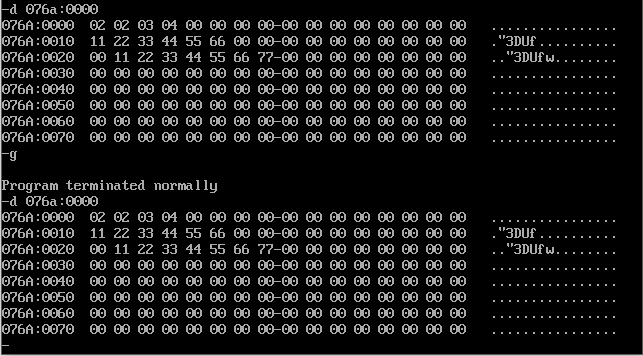 -d 076a:0000
076A:0000  02 02 03 04 00 00 00 00-00 00 00 00 00 00 00 00   ................
076A:0010  11 22 33 44 55 66 00 00-00 00 00 00 00 00 00 00   ."3DUf..........
076A:0020  00 11 22 33 44 55 66 77-00 00 00 00 00 00 00 00   .."3DUfw........
076A:0030  00 00 00 00 00 00 00 00-00 00 00 00 00 00 00 00   ................
076A:0040  00 00 00 00 00 00 00 00-00 00 00 00 00 00 00 00   ................
076A:0050  00 00 00 00 00 00 00 00-00 00 00 00 00 00 00 00   ................
076A:0060  00 00 00 00 00 00 00 00-00 00 00 00 00 00 00 00   ................
076A:0070  00 00 00 00 00 00 00 00-00 00 00 00 00 00 00 00   ................
-g
Program terminated normally
-d 076a:0000
076A:0000  02 02 03 04 00 00 00 00-00 00 00 00 00 00 00 00   ................
076A:0010  11 22 33 44 55 66 00 00-00 00 00 00 00 00 00 00   ."3DUf..........
076A:0020  00 11 22 33 44 55 66 77-00 00 00 00 00 00 00 00   .."3DUfw........
076A:0030  00 00 00 00 00 00 00 00-00 00 00 00 00 00 00 00   ................
076A:0040  00 00 00 00 00 00 00 00-00 00 00 00 00 00 00 00   ................
076A:0050  00 00 00 00 00 00 00 00-00 00 00 00 00 00 00 00   ................
076A:0060  00 00 00 00 00 00 00 00-00 00 00 00 00 00 00 00   ................
076A:0070  00 00 00 00 00 00 00 00-00 00 00 00 00 00 00 00   ................
-